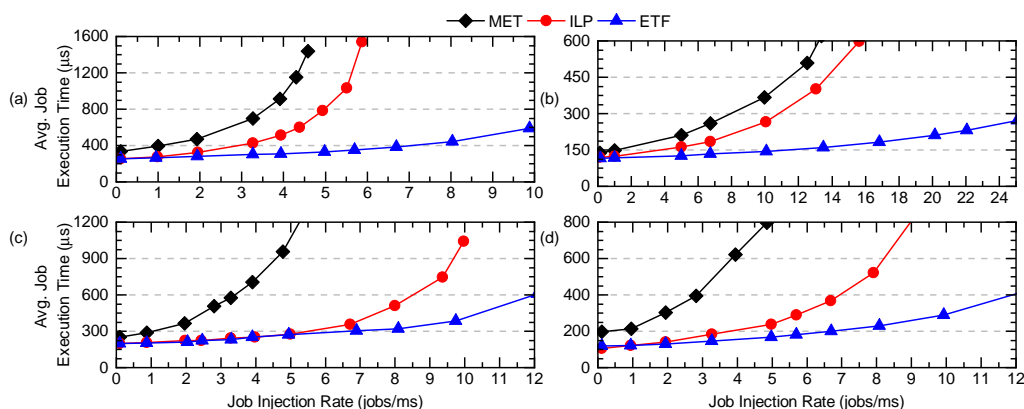 MET ILP ETF
(a)
Avg. Job
Execution Time (µs)
1600
1200
800
400
0
0 1 2 3 4 5 6 7 8 9 10
(b)
600
450
300
150
0
0 2 4 6 8 10 12 14 16 18 20 22 24
(c)
Avg. Job
Execution Time (µs)
1200
900
600
300
0
0 1 2 3 4 5 6 7 8 9 10 11 12
Job Injection Rate (jobs/ms)
(d)
800
600
400
200
0
0 1 2 3 4 5 6 7 8 9 10 11 12
Job Injection Rate (jobs/ms)